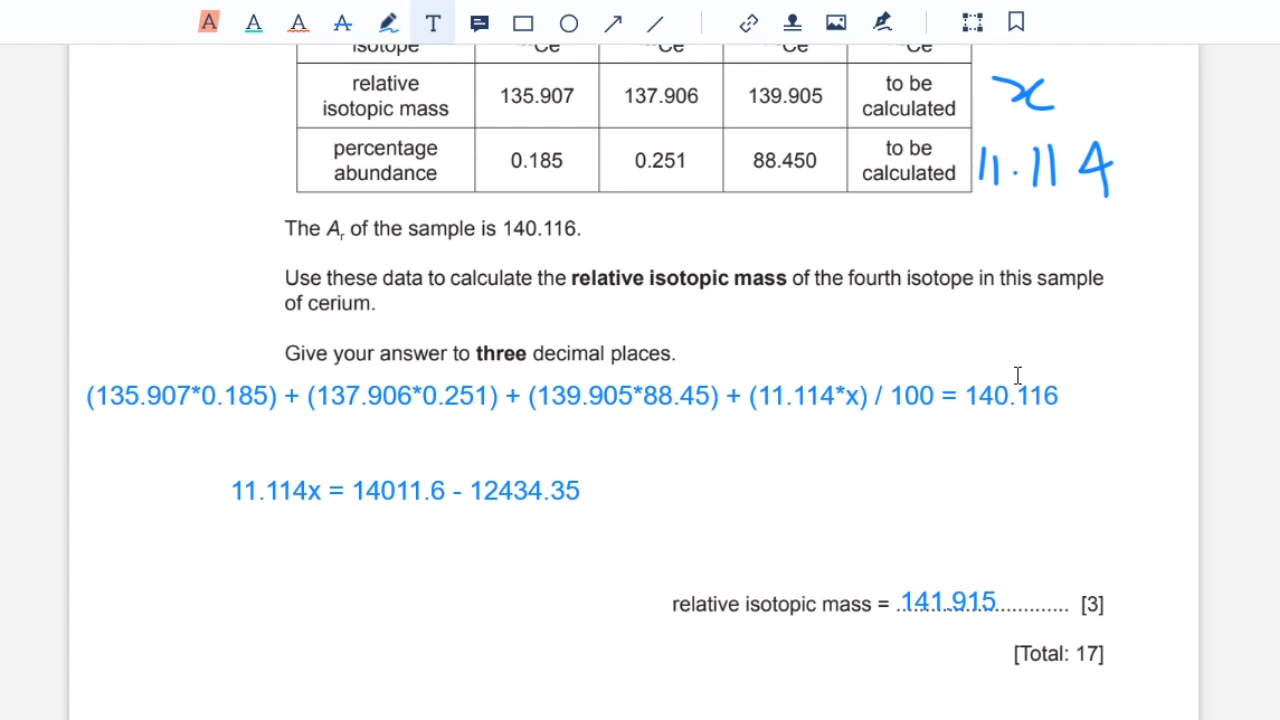 A A A A T
isotope Ce Ce Ce Ce
relative isotopic mass 135.907 137.906 139.905 to be calculated x
percentage abundance 0.185 0.251 88.450 to be calculated 11.114
The Ar of the sample is 140.116.
Use these data to calculate the relative isotopic mass of the fourth isotope in this sample
of cerium.
Give your answer to three decimal places.
(135.907*0.185) + (137.906*0.251) + (139.905*88.45) + (11.114*x) / 100 = 140.116
11.114x = 14011.6 - 12434.35
relative isotopic mass = 141.915 [3]
[Total: 17]